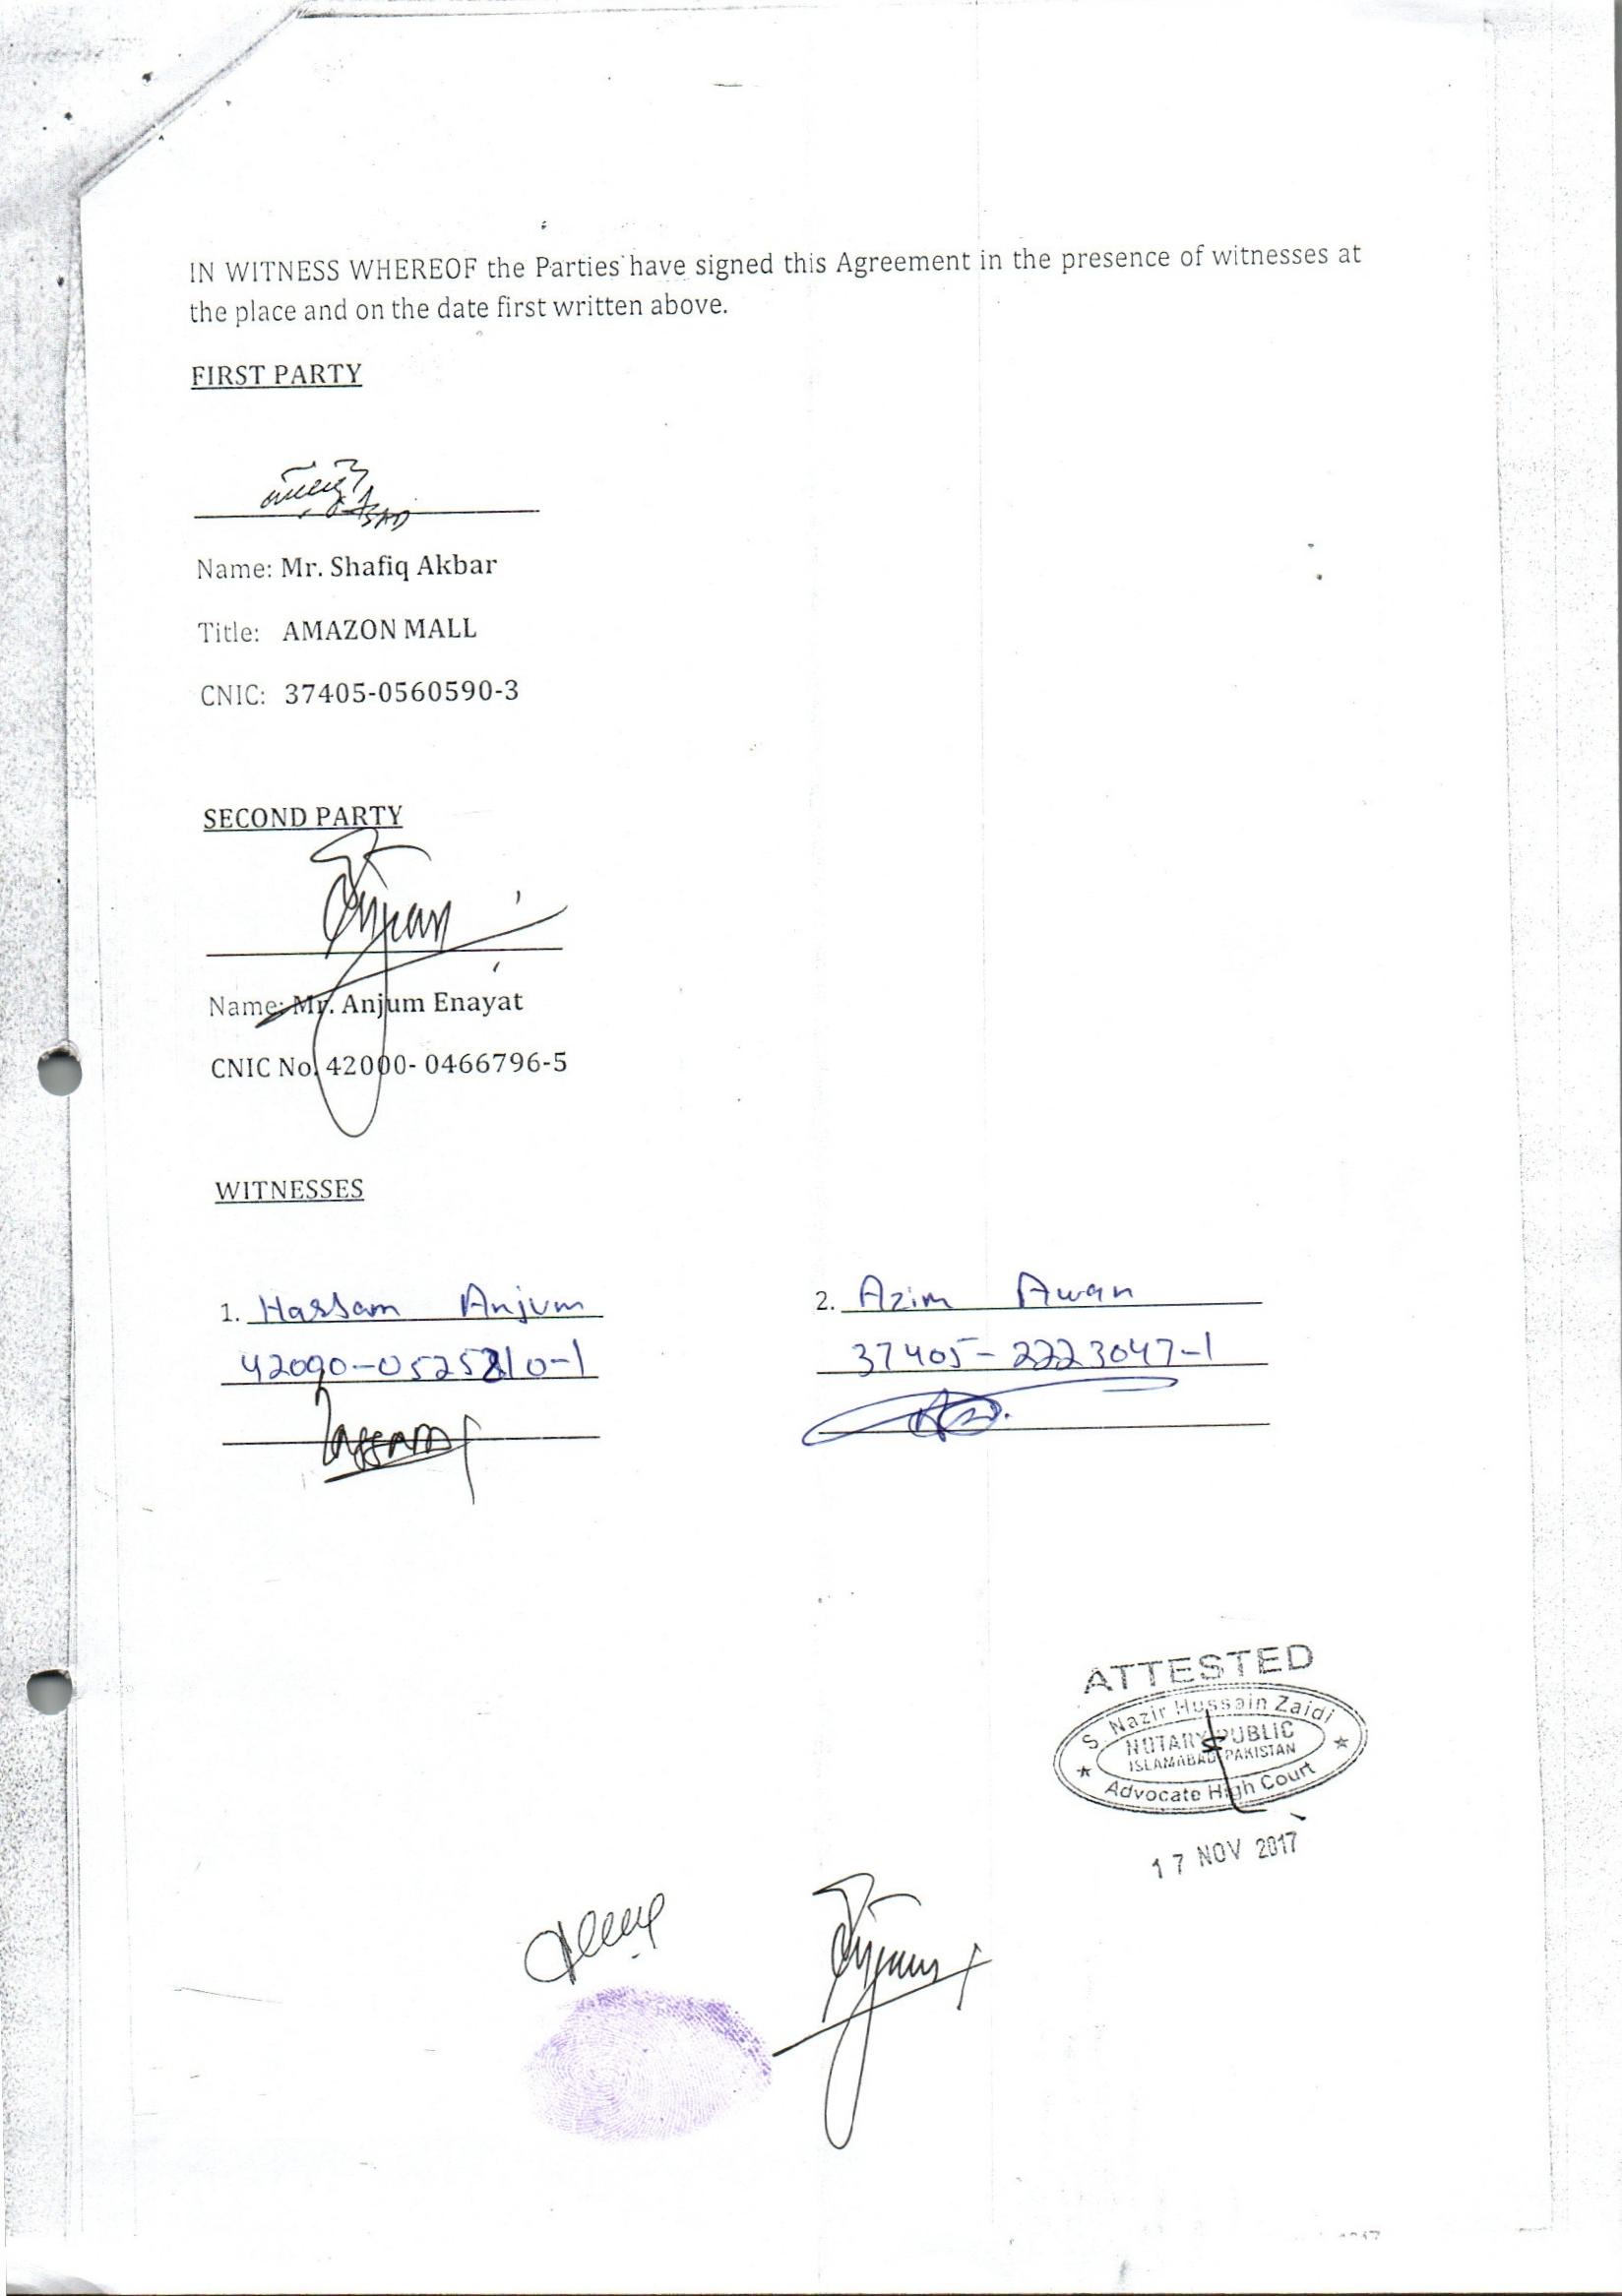 IN WITNESS WHEREOF the Parties have signed this Agreement in the presence of witnesses at
the place and on the date first written above.
FIRST PARTY
Name: Mr. Shafiq Akbar
Title: AMAZON MALL
CNIC: 37405-0560590-3
SECOND PARTY
Anjum
Name: Mr. Anjum Enayat
CNIC No. 42000- 0466796-5
WITNESSES
1. Hassam Anjum
2. Azim Awan
37405-2223047-1
ATTESTED
S. Nazir Hussain Zaidi
NOTARY PUBLIC
ISLAMABAD PAKISTAN
Advocate High Court
17 NOV 2017
Anjum